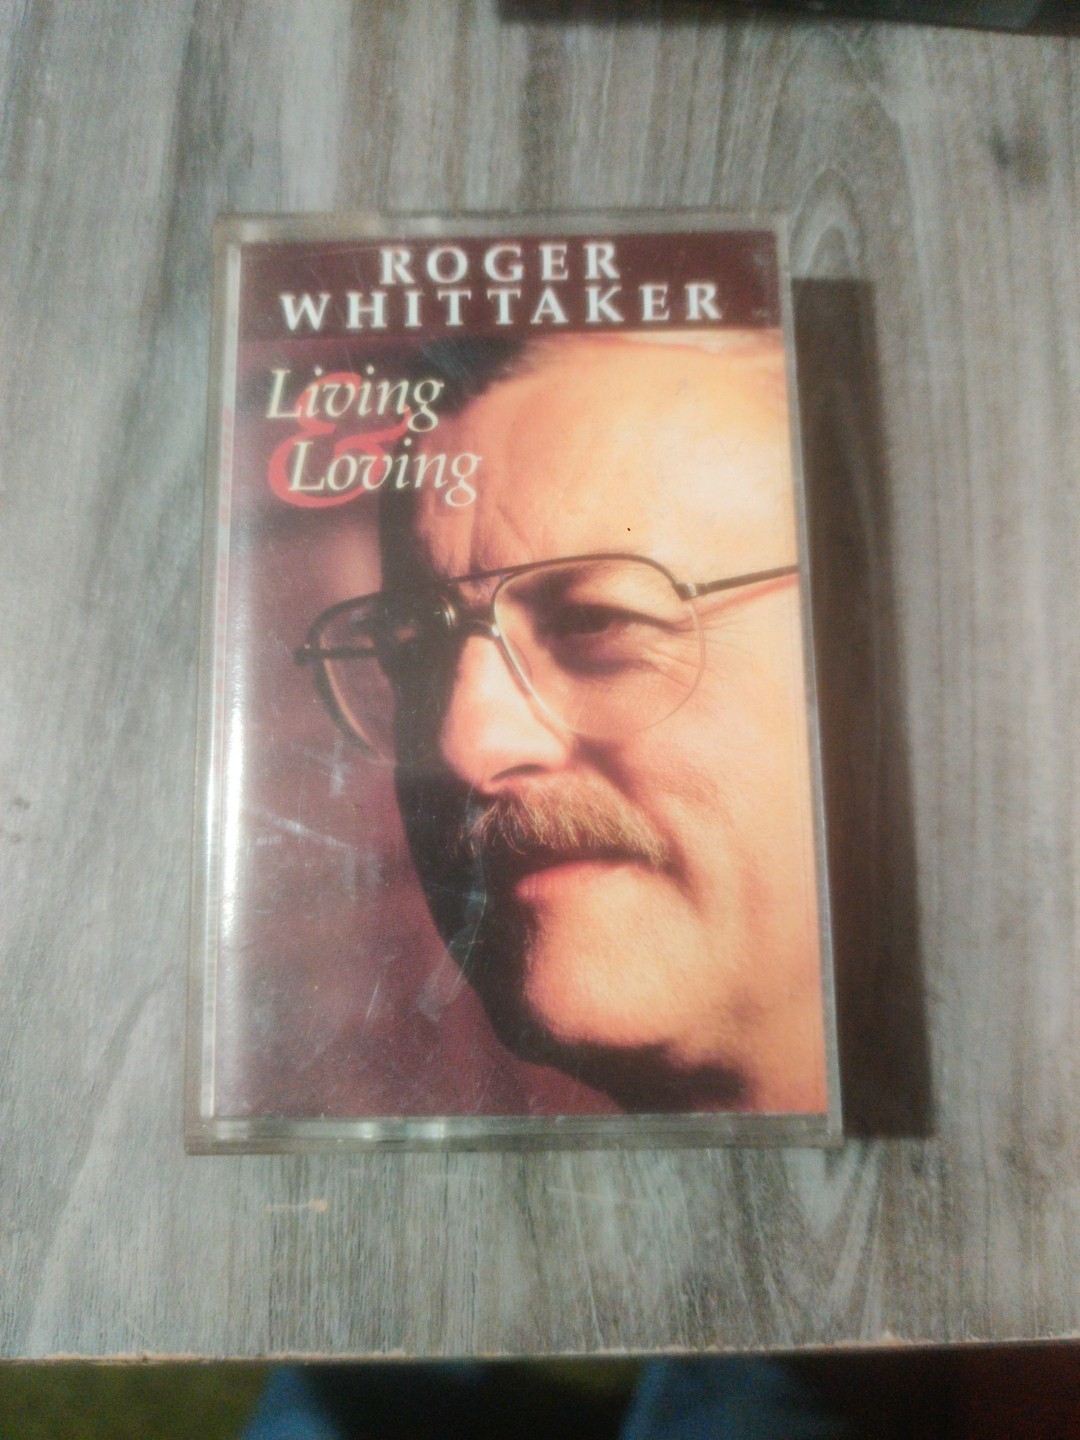 ROGER
WHITTAKER
Living
&
Loving